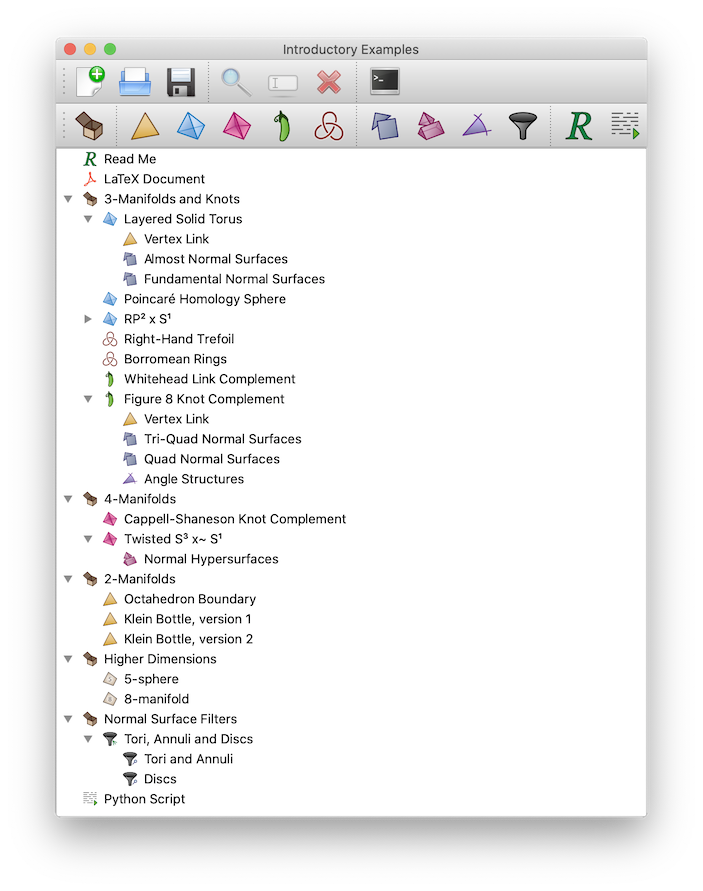 Introductory Examples
Read Me
LaTeX Document
3-Manifolds and Knots
Layered Solid Torus
Vertex Link
Almost Normal Surfaces
Fundamental Normal Surfaces
Poincaré Homology Sphere
RP² x S¹
Right-Hand Trefoil
Borromean Rings
Whitehead Link Complement
Figure 8 Knot Complement
Vertex Link
Tri-Quad Normal Surfaces
Quad Normal Surfaces
Angle Structures
4-Manifolds
Cappell-Shaneson Knot Complement
Twisted S³ x~ S¹
Normal Hypersurfaces
2-Manifolds
Octahedron Boundary
Klein Bottle, version 1
Klein Bottle, version 2
Higher Dimensions
5-sphere
8-manifold
Normal Surface Filters
Tori, Annuli and Discs
Tori and Annuli
Discs
Python Script